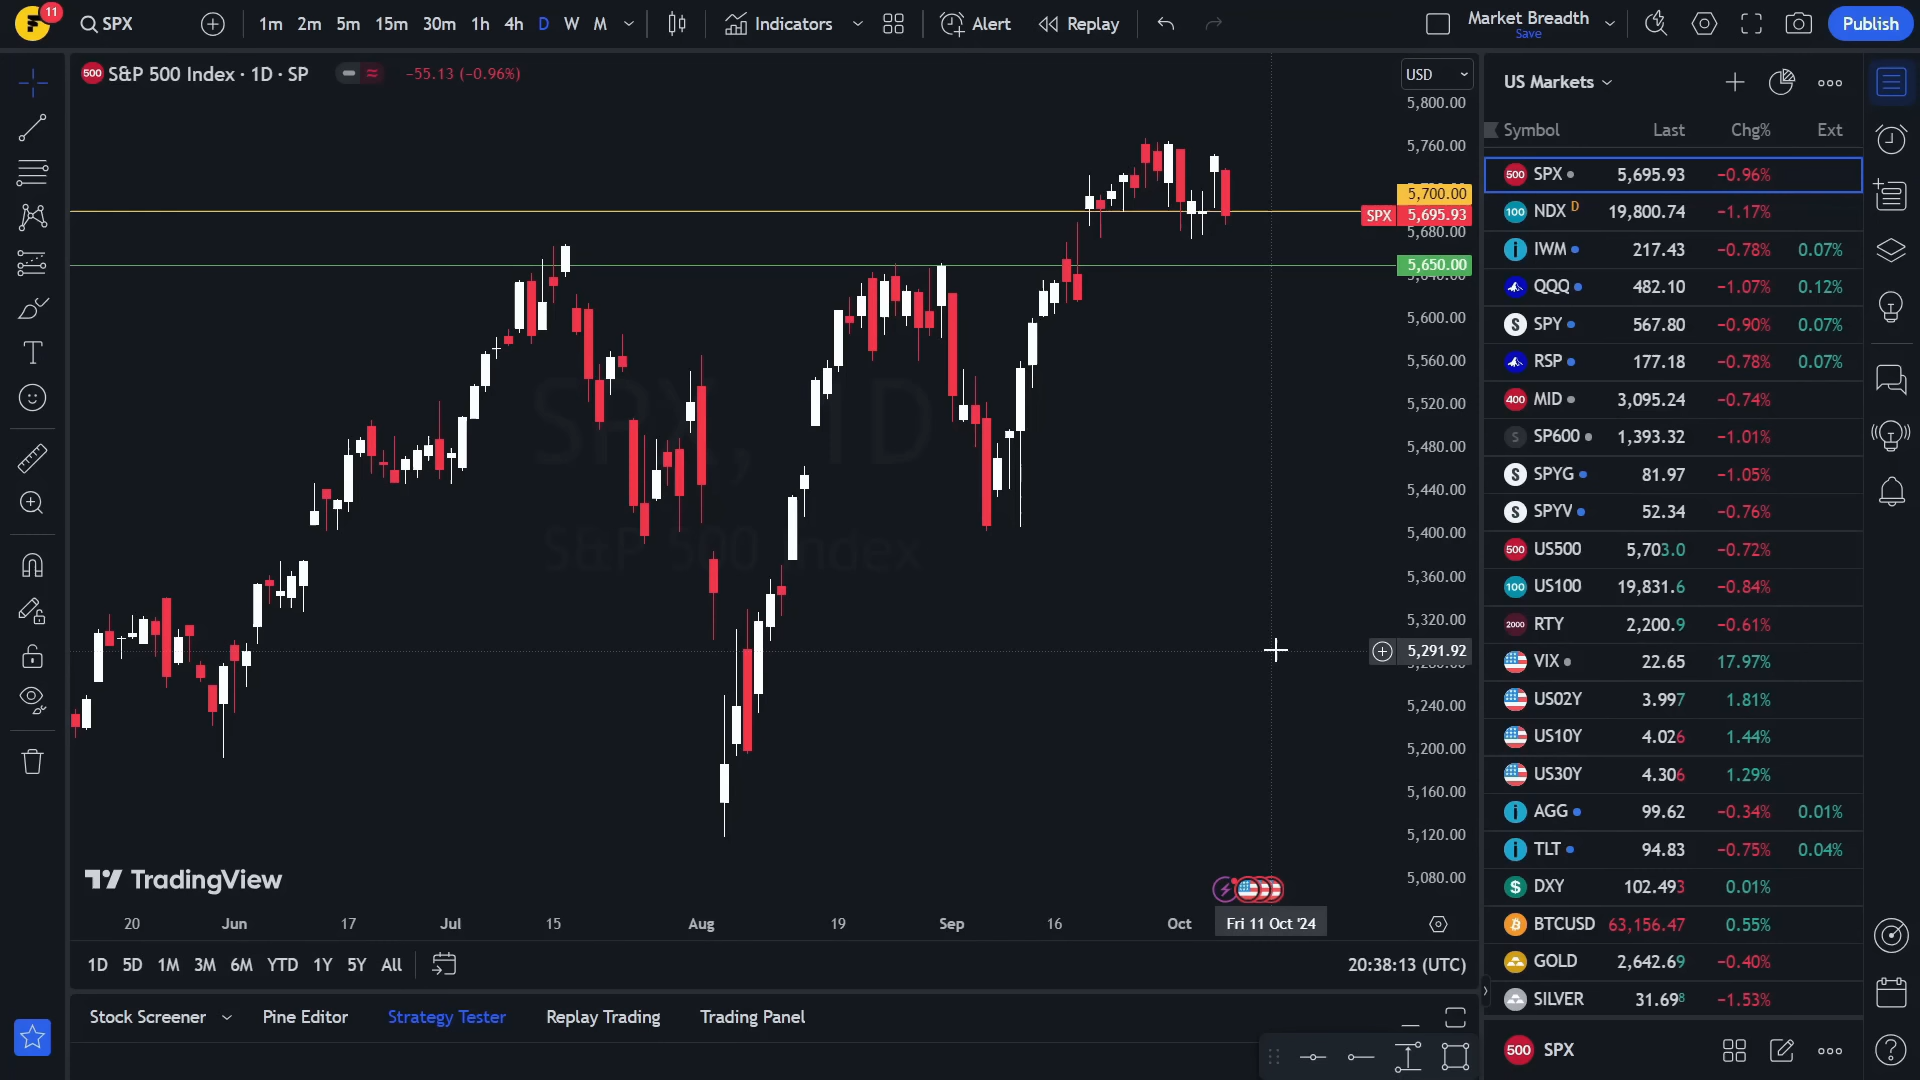 11
SPX
1m 2m 5m 15m 30m 1h 4h D W M
Indicators
Alert
Replay
Market Breadth
Save
Publish
500 S&P 500 Index · 1D · SP
−55.13 (−0.96%)
USD
5,800.00
5,760.00
5,700.00
SPX 5,695.93
5,680.00
5,650.00
5,600.00
5,560.00
5,520.00
5,480.00
5,440.00
5,400.00
5,360.00
5,320.00
5,291.92
5,240.00
5,200.00
5,160.00
5,120.00
5,080.00
SPX, 1D
S&P 500 Index
TradingView
20 Jun 17 Jul 15 Aug 19 Sep 16 Oct Fri 11 Oct '24
1D 5D 1M 3M 6M YTD 1Y 5Y All
20:38:13 (UTC)
Stock Screener Pine Editor Strategy Tester Replay Trading Trading Panel
US Markets
Symbol Last Chg% Ext
500 SPX 5,695.93 −0.96%
100 NDX D 19,800.74 −1.17%
IWM 217.43 −0.78% 0.07%
QQQ 482.10 −1.07% 0.12%
S SPY 567.80 −0.90% 0.07%
RSP 177.18 −0.78% 0.07%
400 MID 3,095.24 −0.74%
S SP600 1,393.32 −1.01%
S SPYG 81.97 −1.05%
S SPYV 52.34 −0.76%
500 US500 5,703.0 −0.72%
100 US100 19,831.6 −0.84%
2000 RTY 2,200.9 −0.61%
VIX 22.65 17.97%
US02Y 3.997 1.81%
US10Y 4.026 1.44%
US30Y 4.306 1.29%
AGG 99.62 −0.34% 0.01%
TLT 94.83 −0.75% 0.04%
$ DXY 102.493 0.01%
BTCUSD 63,156.47 0.55%
GOLD 2,642.69 −0.40%
SILVER 31.698 −1.53%
500 SPX